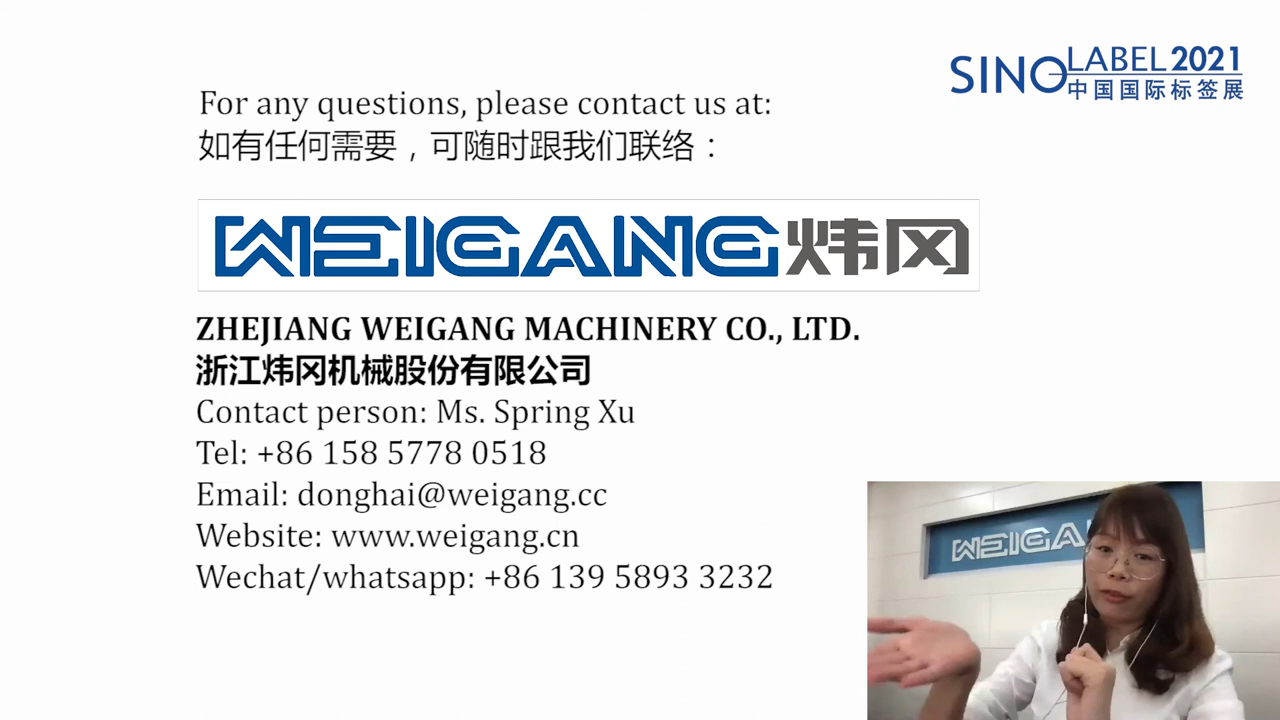 SINO LABEL 2021
中国国际标签展
For any questions, please contact us at:
如有任何需要，可随时跟我们联络：
WEIGANG 炜冈
ZHEJIANG WEIGANG MACHINERY CO., LTD.
浙江炜冈机械股份有限公司
Contact person: Ms. Spring Xu
Tel: +86 158 5778 0518
Email: donghai@weigang.cc
Website: www.weigang.cn
Wechat/whatsapp: +86 139 5893 3232
WEIGA